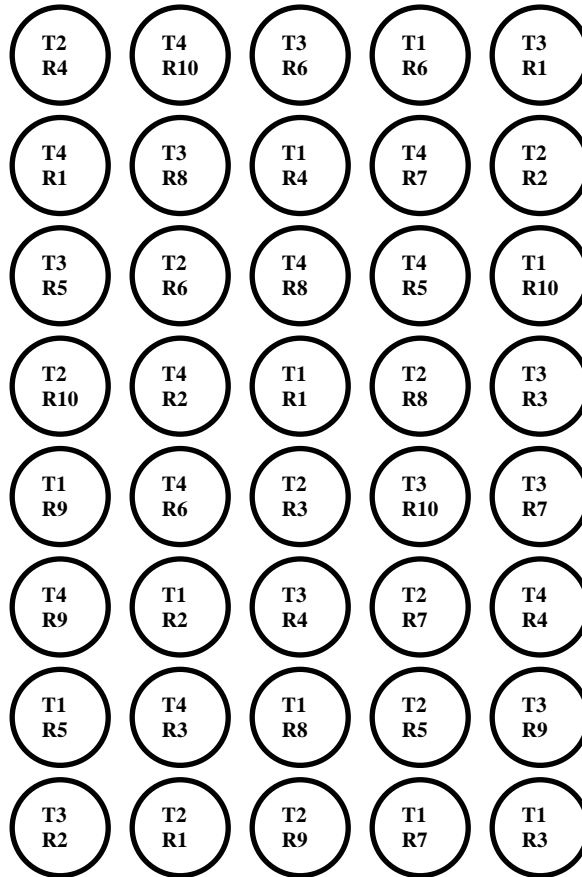 T2 T4 T3 T1 T3
R4 R10 R6 R6 R1
T4 T3 T1 T4 T2
R1 R8 R4 R7 R2
T3 T2 T4 T4 T1
R5 R6 R8 R5 R10
T2 T4 T1 T2 T3
R10 R2 R1 R8 R3
T1 T4 T2 T3 T3
R9 R6 R3 R10 R7
T4 T1 T3 T2 T4
R9 R2 R4 R7 R4
T1 T4 T1 T2 T3
R5 R3 R8 R5 R9
T3 T2 T2 T1 T1
R2 R1 R9 R7 R3